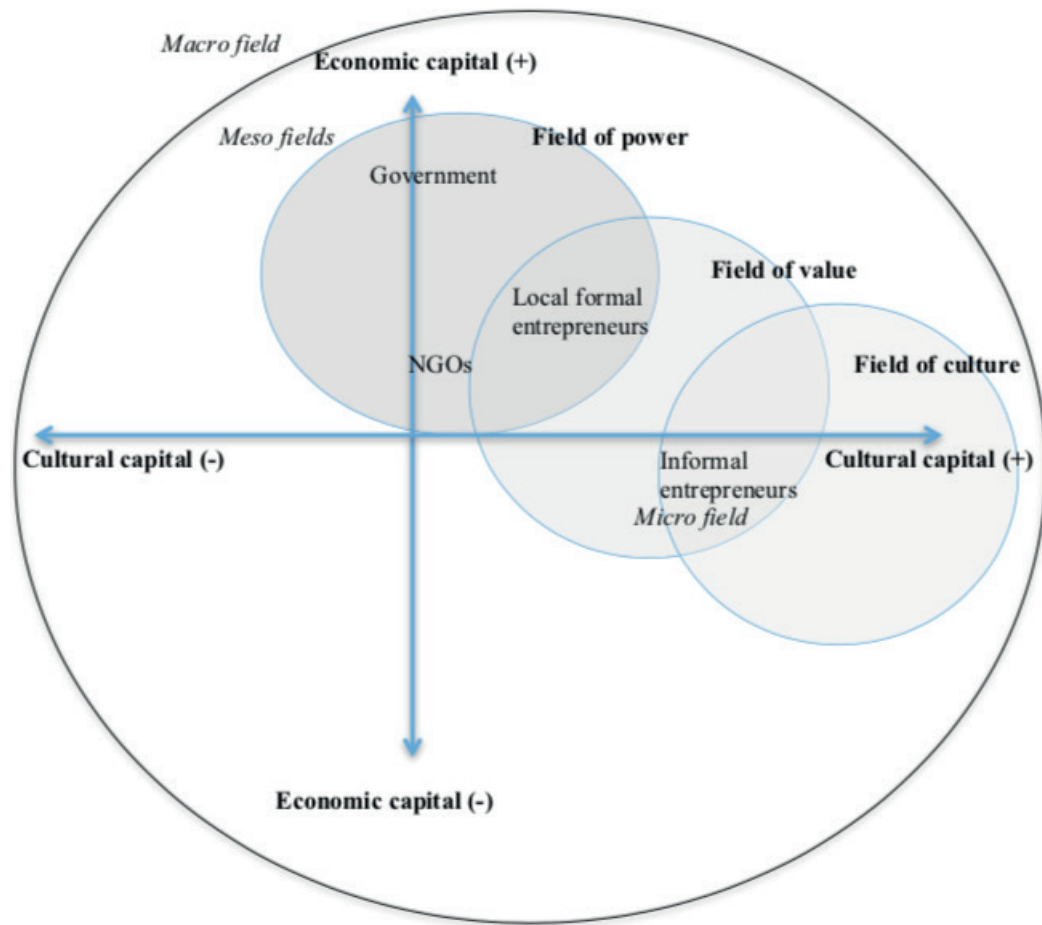 Macro field
Economic capital (+)
Meso fields
Field of power
Government
Field of value
Local formal
entrepreneurs
NGOs
Field of culture
Cultural capital (-)
Informal
entrepreneurs
Micro field
Cultural capital (+)
Economic capital (-)